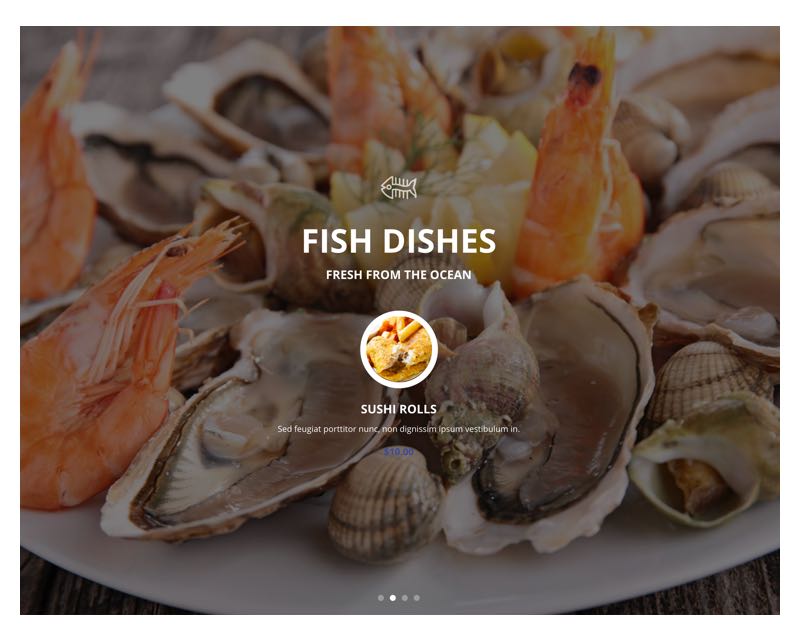 FISH DISHES
FRESH FROM THE OCEAN
SUSHI ROLLS
Sed feugiat porttitor nunc, non dignissim ipsum vestibulum in.
$10.00